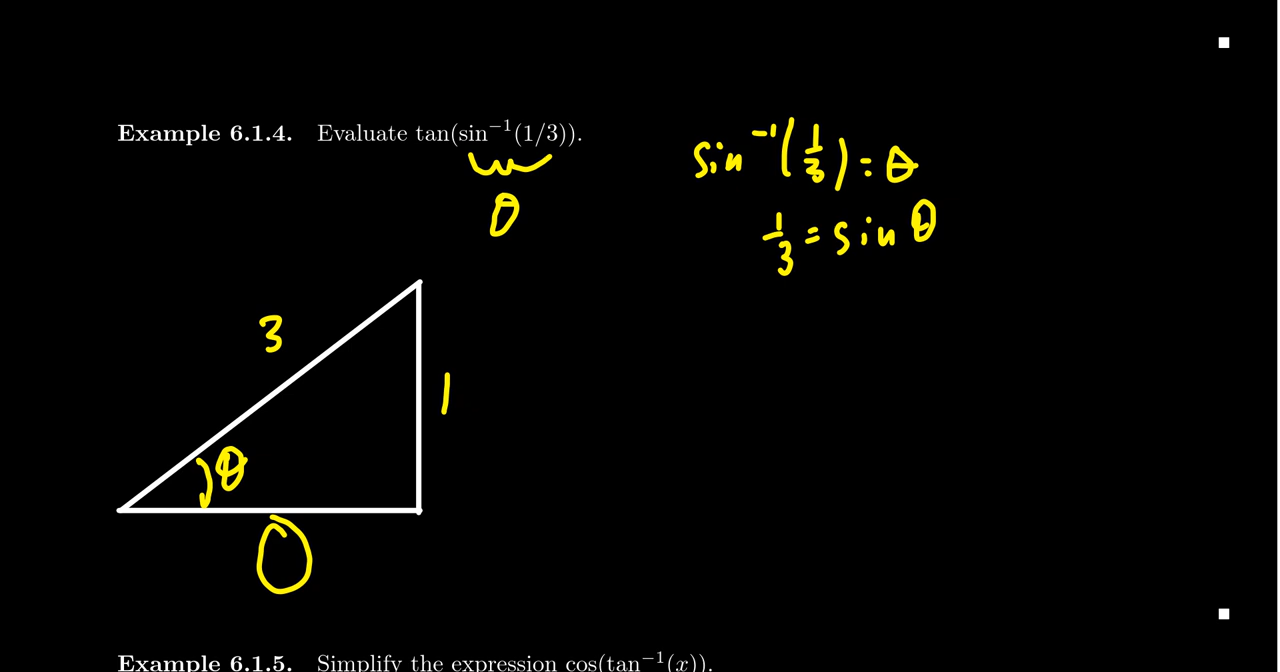 Example 6.1.4. Evaluate tan(sin⁻¹(1/3)).
θ
sin⁻¹(1/3) = θ
1/3 = sin θ
3
1
θ
Example 6.1.5. Simplify the expression cos(tan⁻¹(x)).